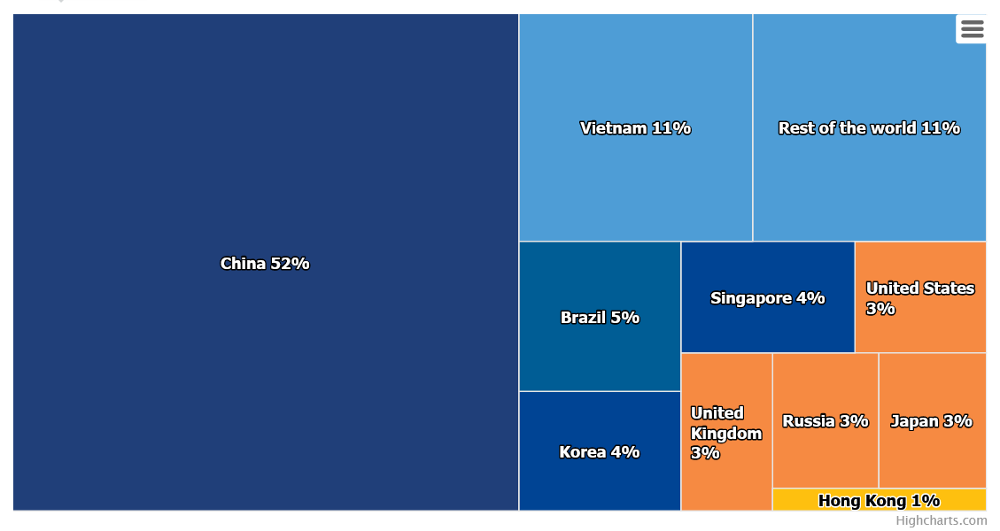 China 52%
Vietnam 11%
Rest of the world 11%
Brazil 5%
Korea 4%
Singapore 4%
United States
3%
United
Kingdom
3%
Russia 3%
Japan 3%
Hong Kong 1%
Highcharts.com